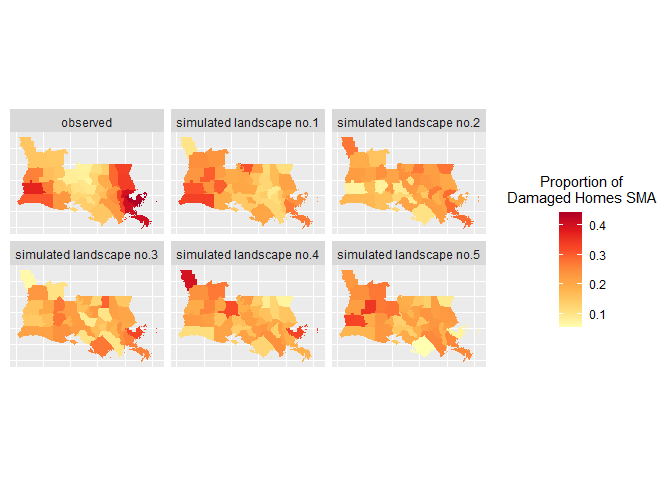 observed
simulated landscape no.1
simulated landscape no.2
simulated landscape no.3
simulated landscape no.4
simulated landscape no.5
Proportion of
Damaged Homes SMA
0.4
0.3
0.2
0.1